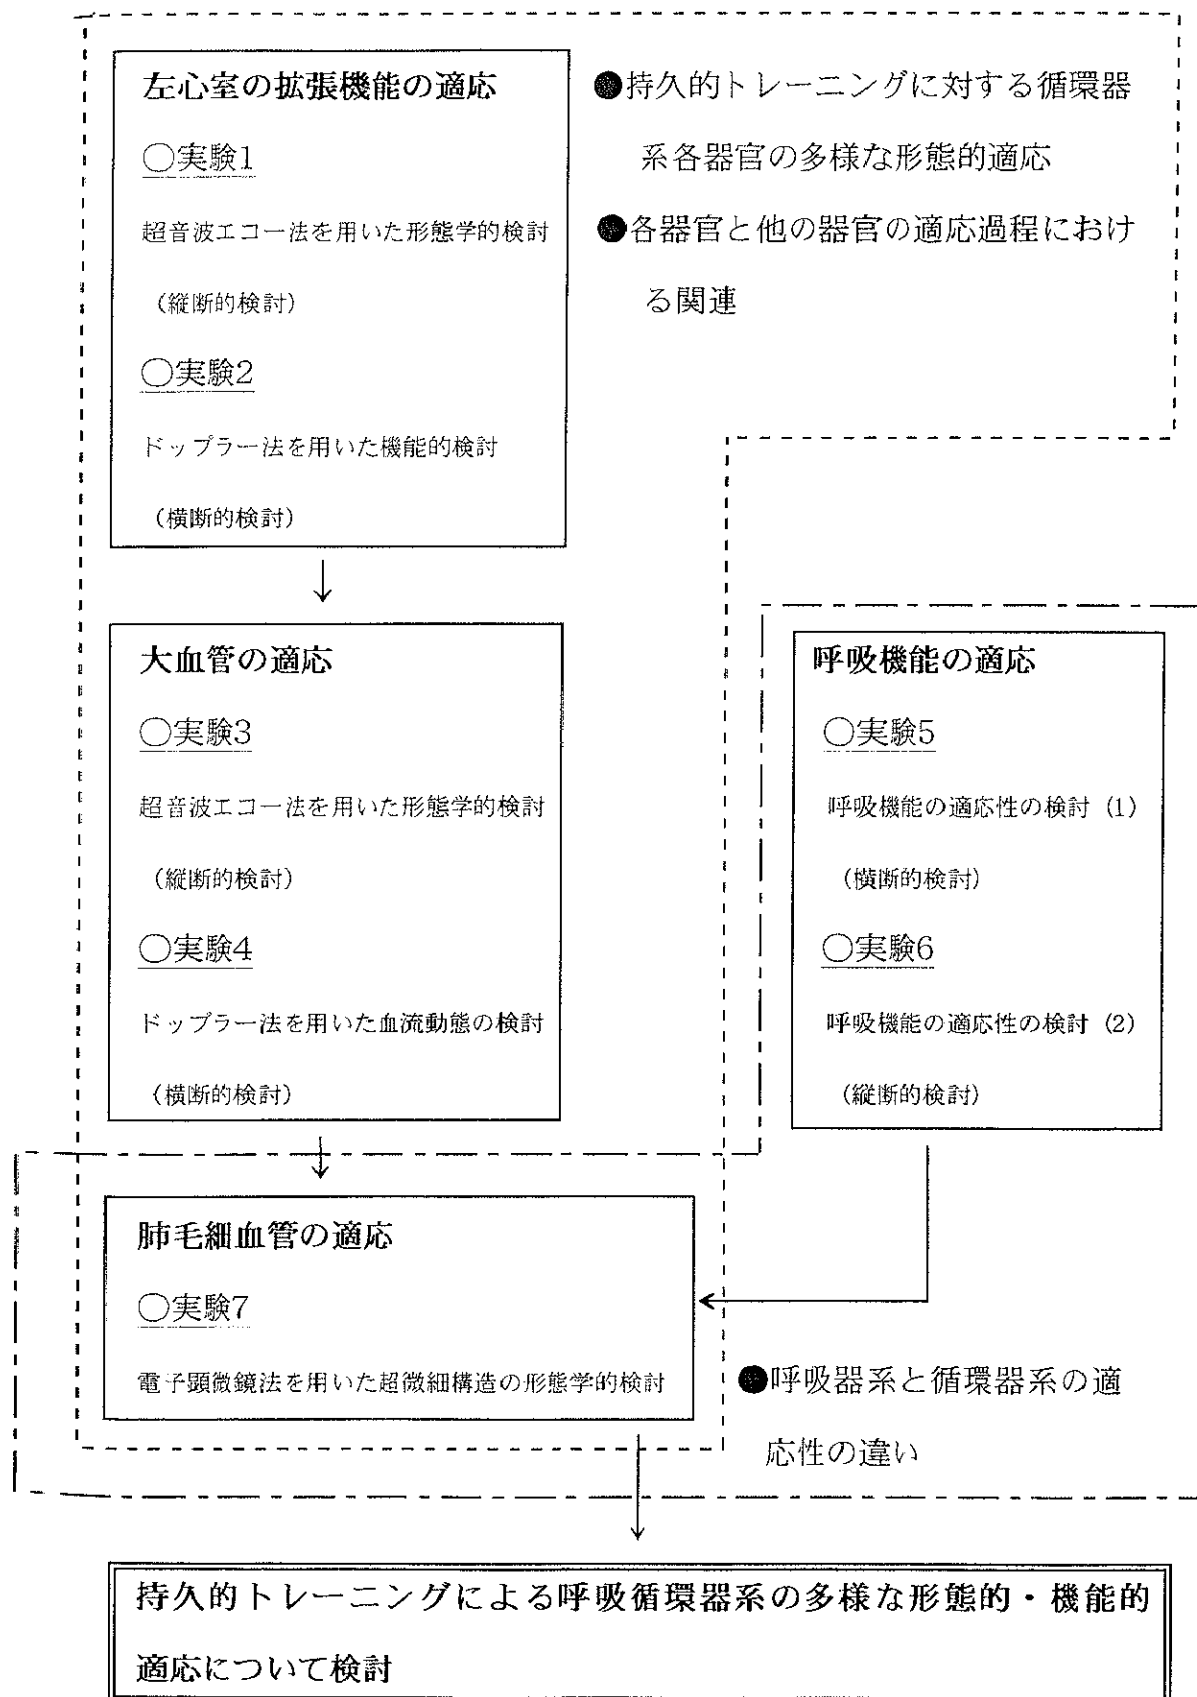 左心室の拡張機能の適応
○実験1
超音波エコー法を用いた形態学的検討
(縦断的検討)
○実験2
ドップラー法を用いた機能的検討
(横断的検討)
●持久的トレーニングに対する循環器
系各器官の多様な形態的適応
●各器官と他の器官の適応過程におけ
る関連
大血管の適応
○実験3
超音波エコー法を用いた形態学的検討
(縦断的検討)
○実験4
ドップラー法を用いた血流動態の検討
(横断的検討)
呼吸機能の適応
○実験5
呼吸機能の適応性の検討 (1)
(横断的検討)
○実験6
呼吸機能の適応性の検討 (2)
(縦断的検討)
肺毛細血管の適応
○実験7
電子顕微鏡法を用いた超微細構造の形態学的検討
●呼吸器系と循環器系の適
応性の違い
持久的トレーニングによる呼吸循環器系の多様な形態的・機能的
適応について検討